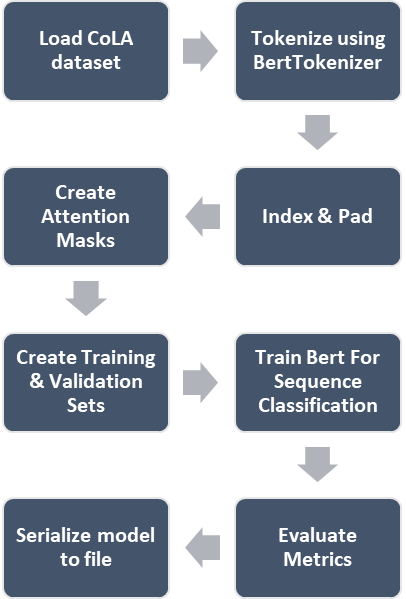 Load CoLA
dataset
Tokenize using
BertTokenizer
Index & Pad
Create
Attention
Masks
Create Training
& Validation
Sets
Train Bert For
Sequence
Classification
Evaluate
Metrics
Serialize model
to file